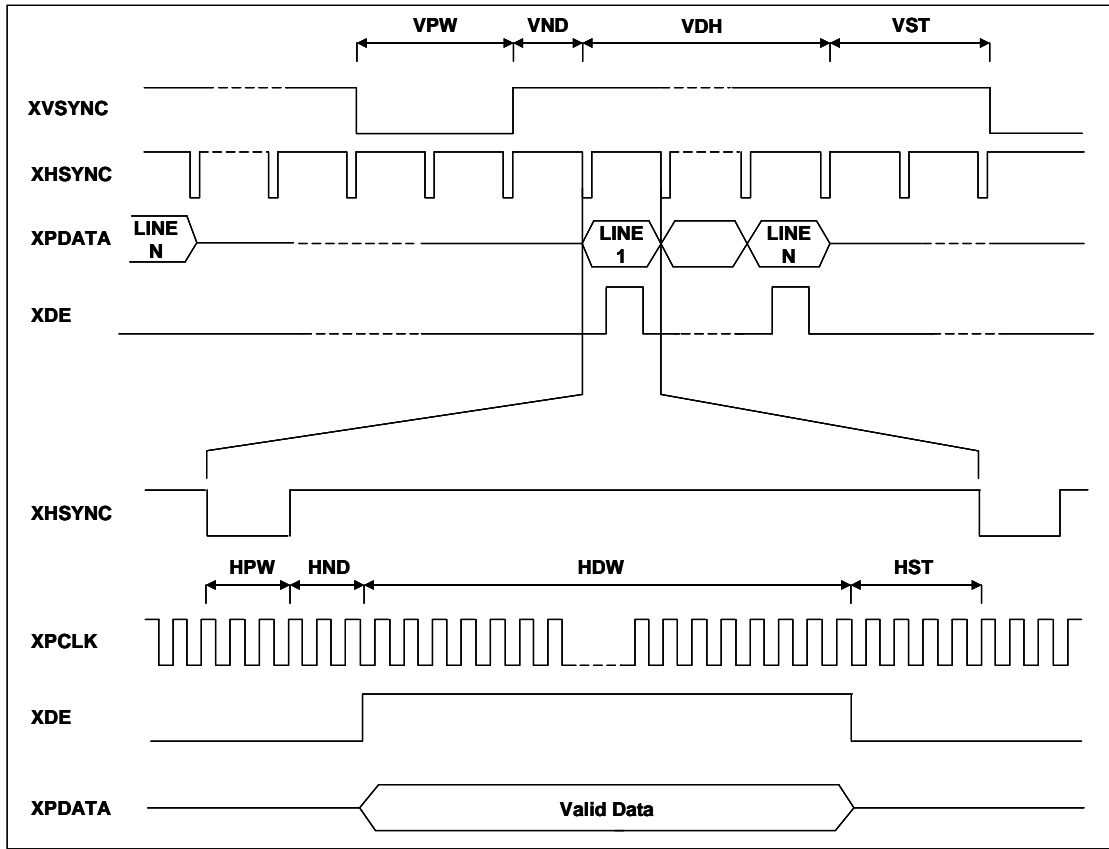 VPW VND VDH VST
XVSYNC
XHSYNC
XPDATA LINE N LINE 1 LINE N
XDE
XHSYNC
HPW HND HDW HST
XPCLK
XDE
XPDATA Valid Data